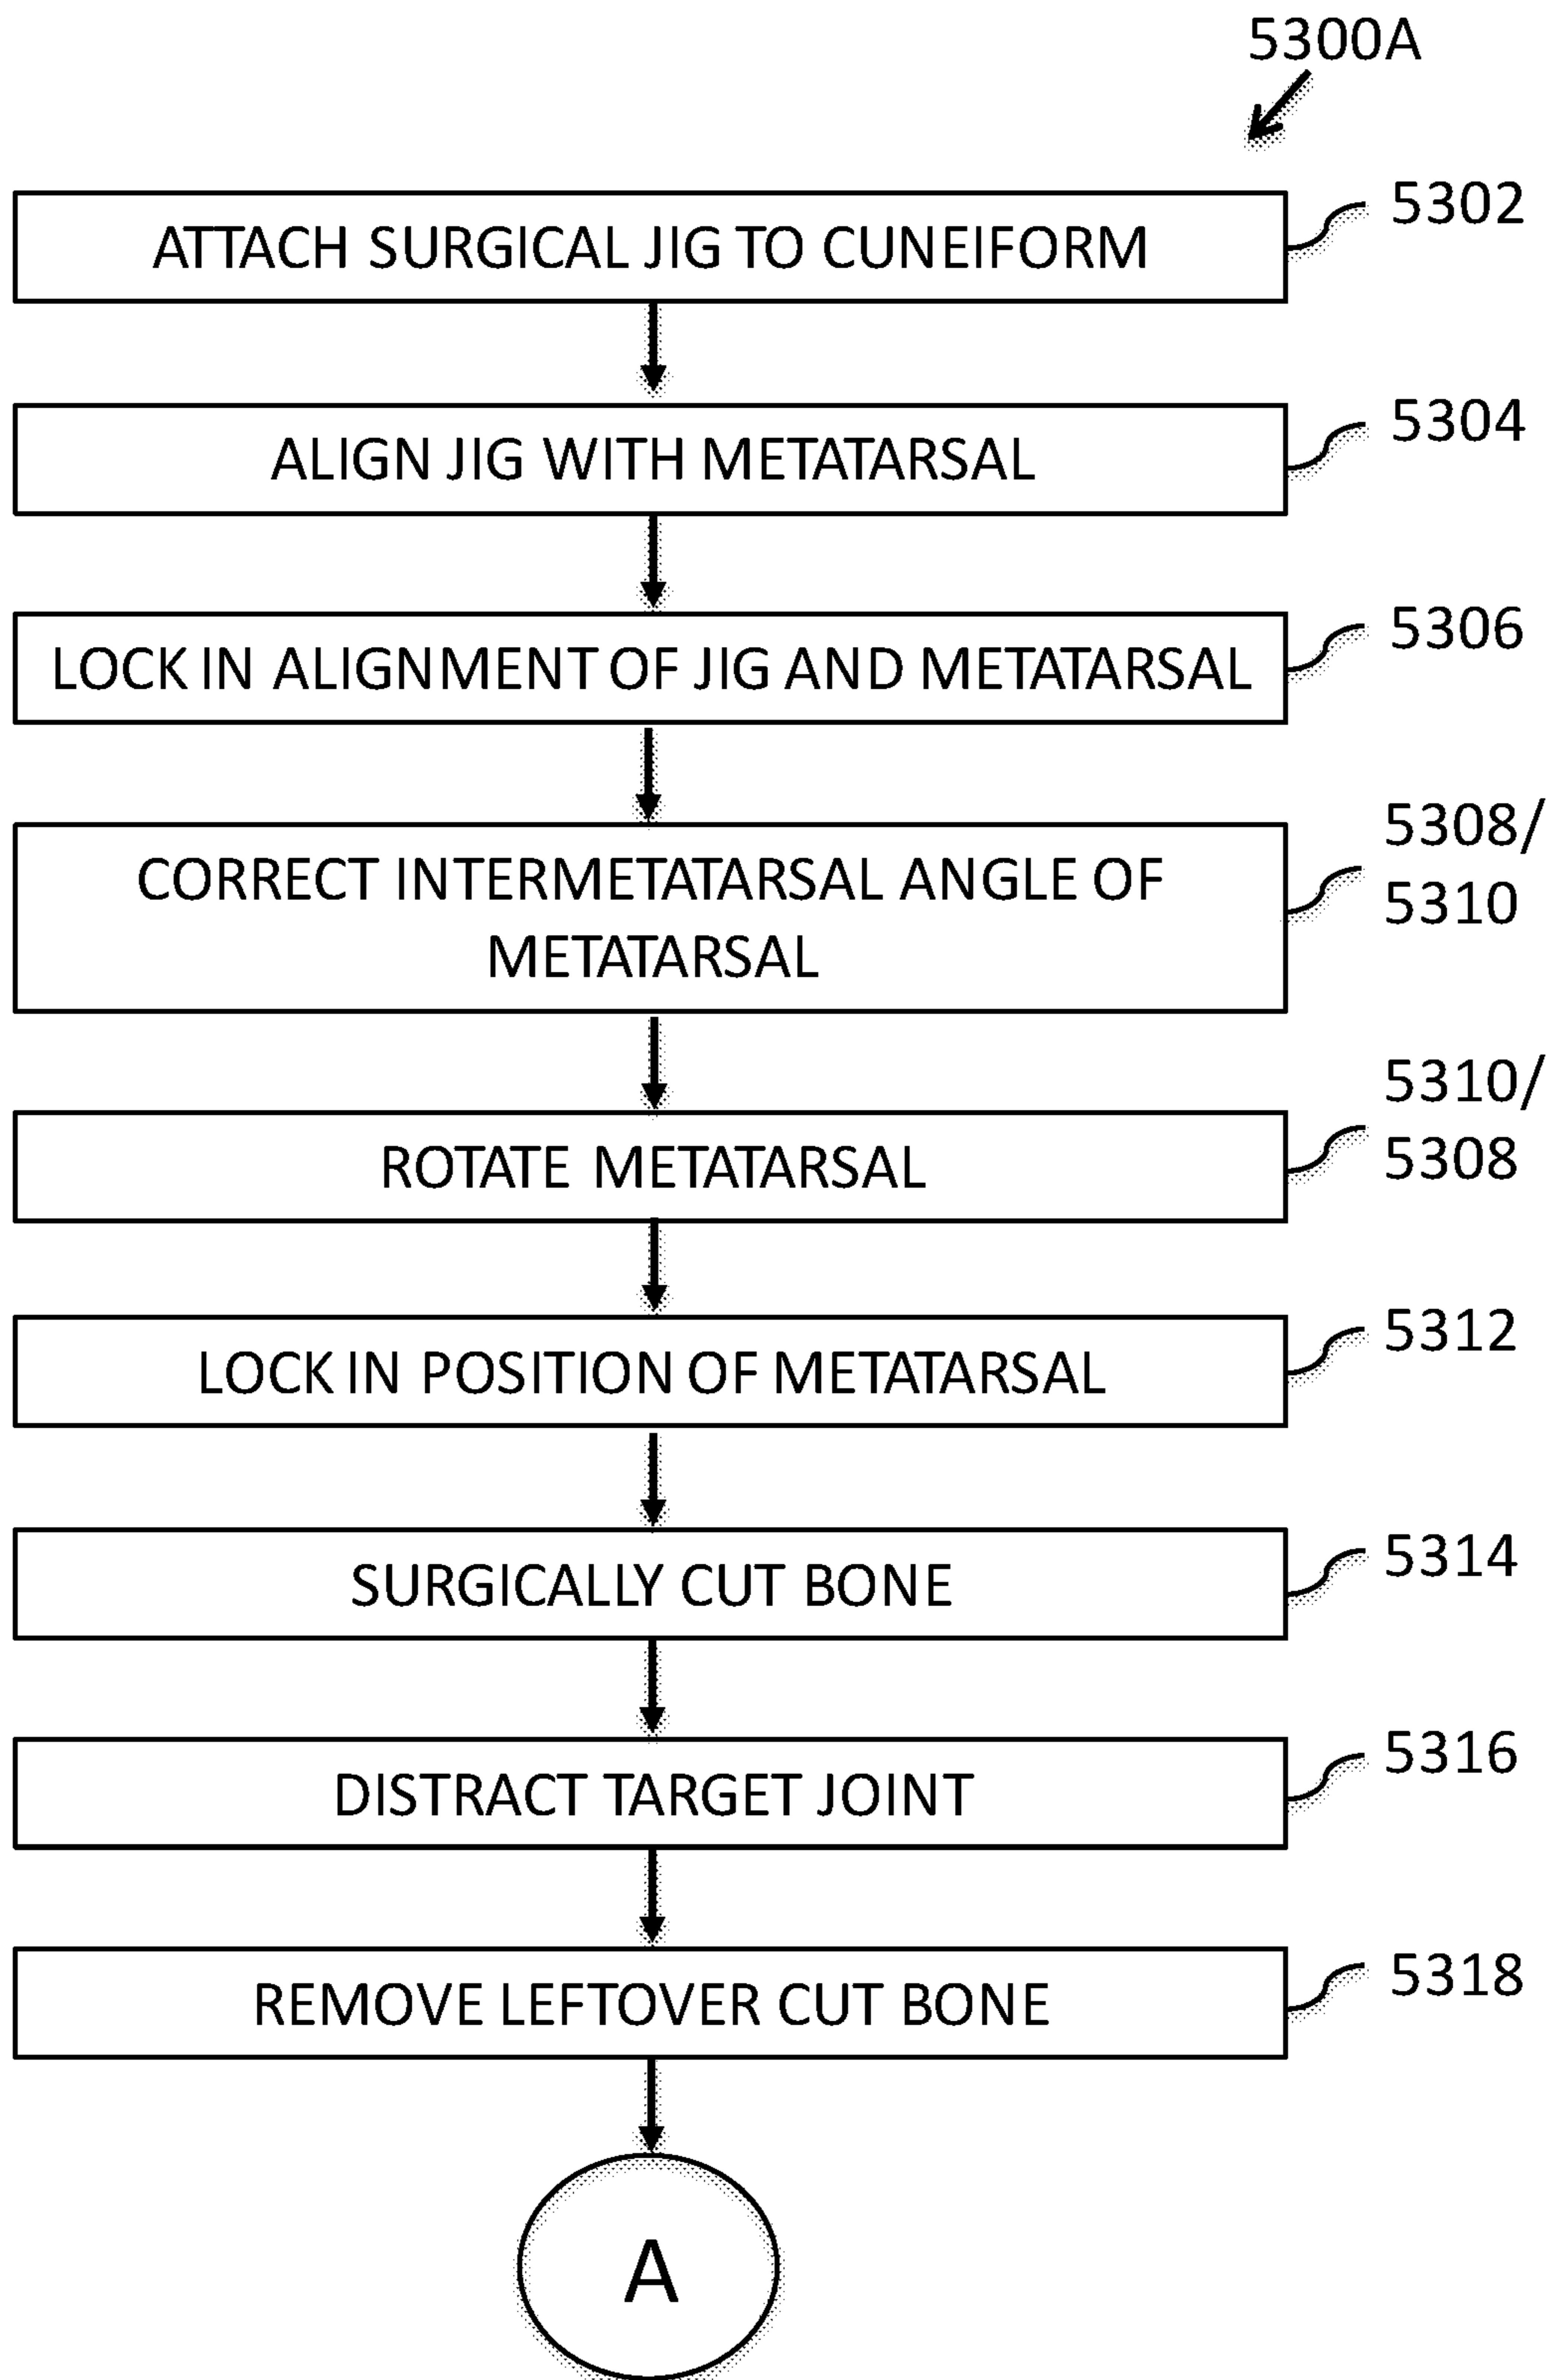 5300A
ATTACH SURGICAL JIG TO CUNEIFORM
5302
ALIGN JIG WITH METATARSAL
5304
LOCK IN ALIGNMENT OF JIG AND METATARSAL
5306
CORRECT INTERMETATARSAL ANGLE OF
METATARSAL
5308/
5310
ROTATE METATARSAL
5310/
5308
LOCK IN POSITION OF METATARSAL
5312
SURGICALLY CUT BONE
5314
DISTRACT TARGET JOINT
5316
REMOVE LEFTOVER CUT BONE
5318
A